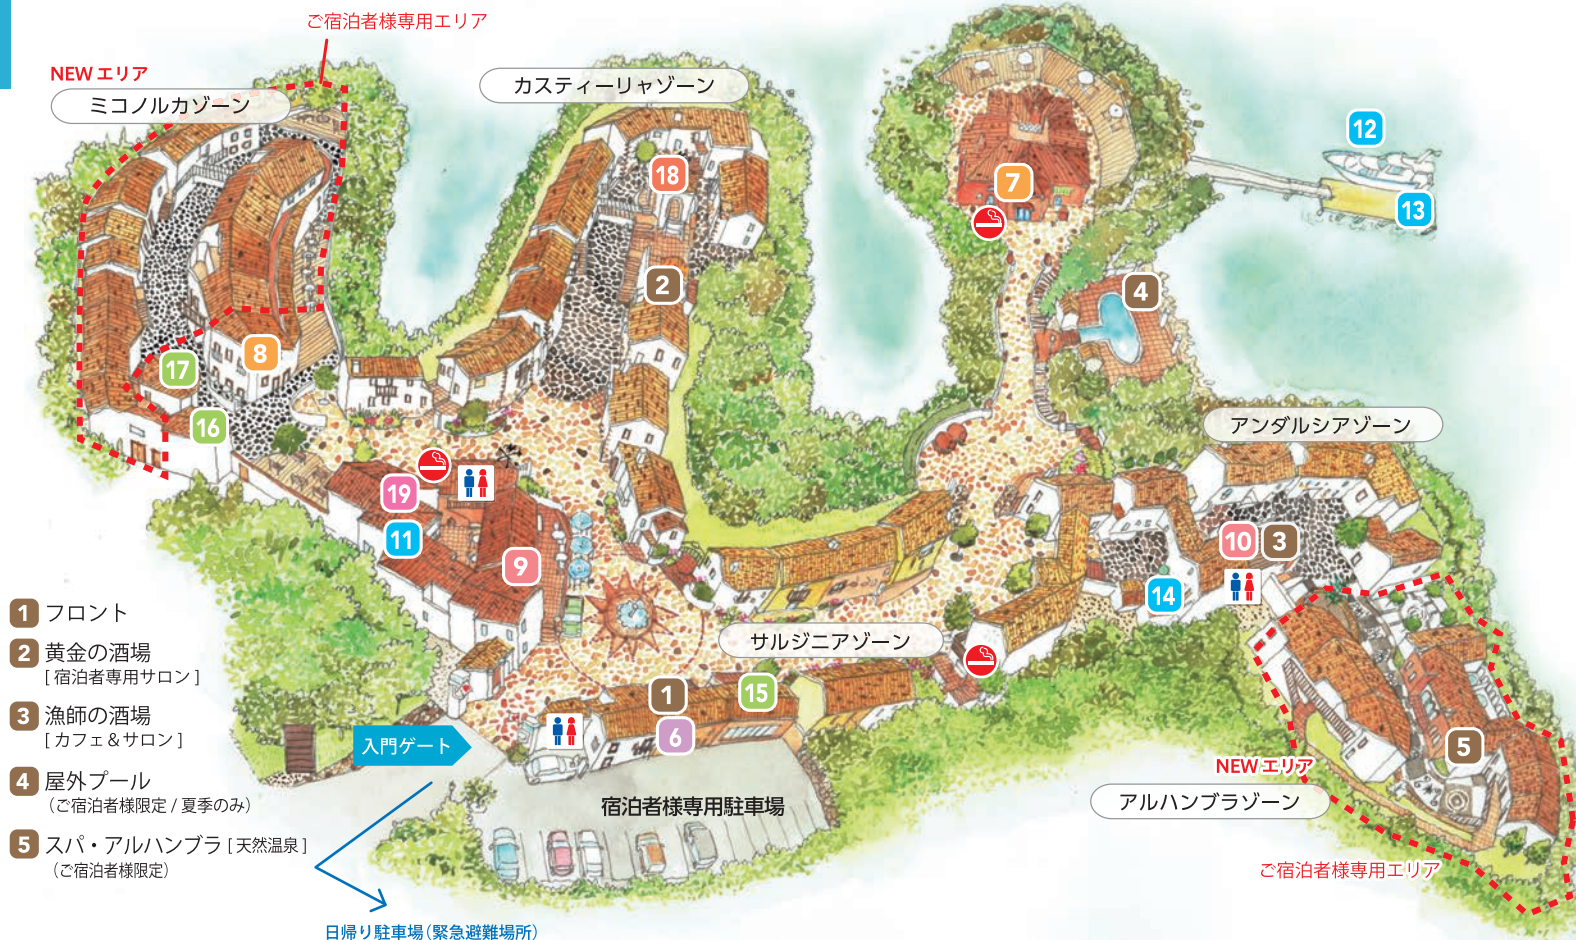 ご宿泊者様専用エリア
NEWエリア
ミコノルカゾーン
カスティーリャゾーン
12
18
7
13
2
4
17
8
16
アンダルシアゾーン
19
11
9
10
3
14
サルジニアゾーン
1
15
6
入門ゲート
5
NEWエリア
アルハンブラゾーン
宿泊者様専用駐車場
ご宿泊者様専用エリア
日帰り駐車場(緊急避難場所)
1 フロント
2 黄金の酒場
[ 宿泊者専用サロン ]
3 漁師の酒場
[ カフェ＆サロン ]
4 屋外プール
（ご宿泊者様限定 / 夏季のみ）
5 スパ・アルハンブラ [ 天然温泉 ]
（ご宿泊者様限定）